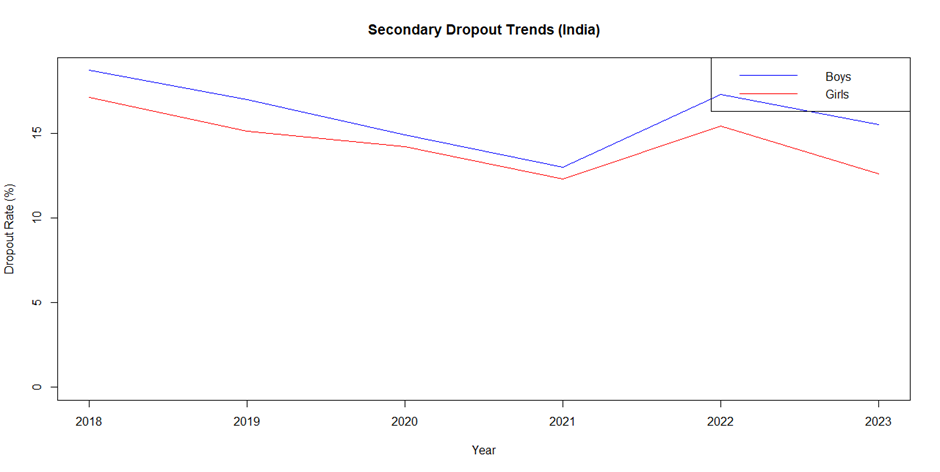 Secondary Dropout Trends (India)
Boys
Girls
Dropout Rate (%)
15
10
5
0
2018 2019 2020 2021 2022 2023
Year